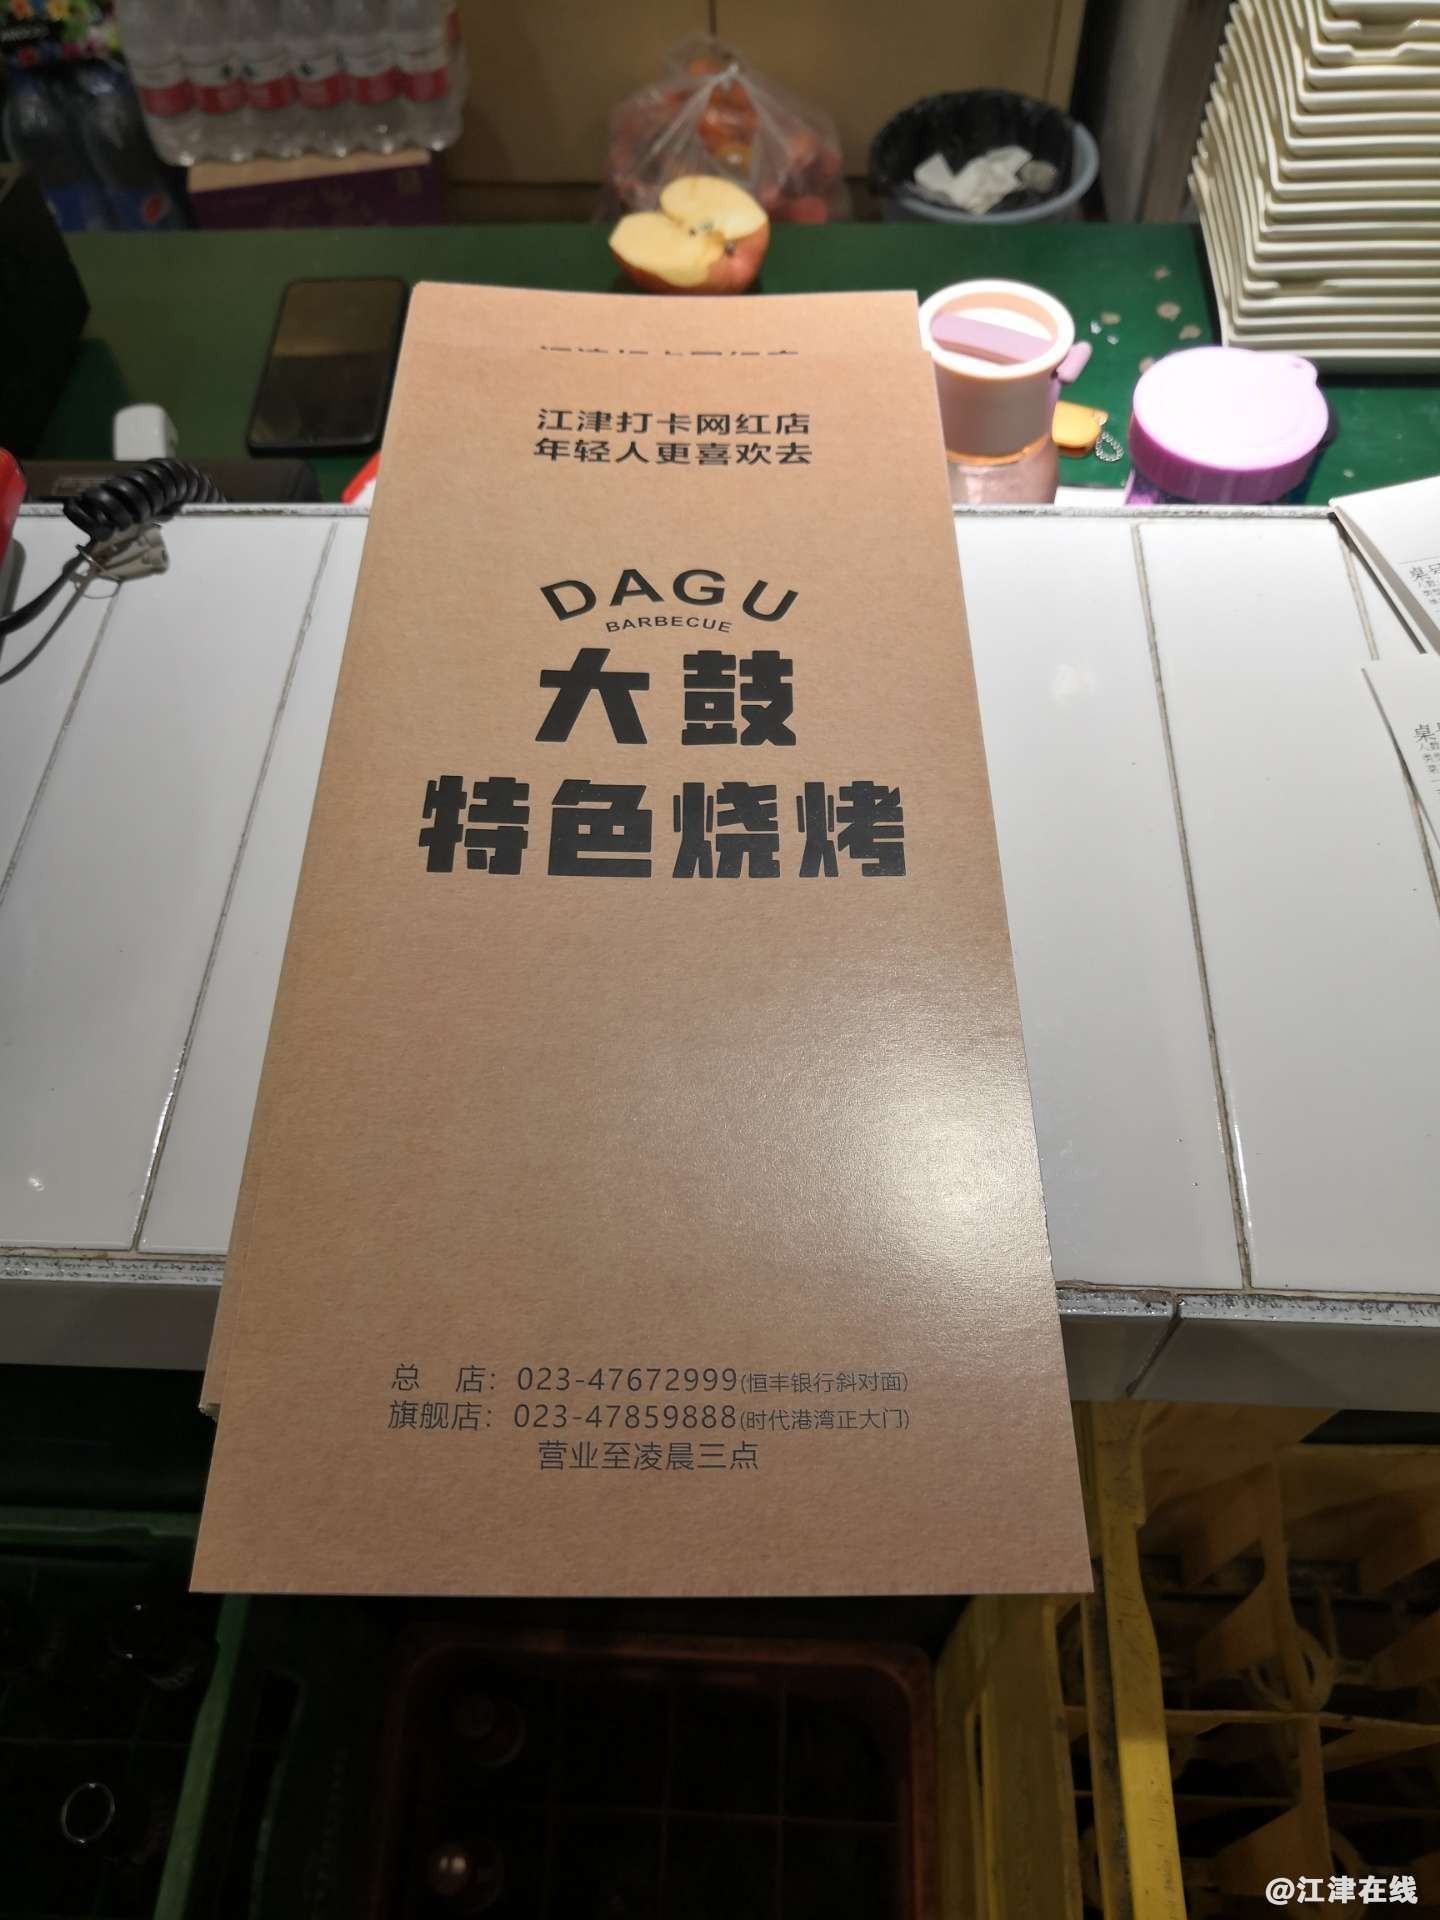 江津打卡网红店
年轻人更喜欢去
DAGU
BARBECUE
大鼓
特色烧烤
总 店：023-47672999(恒丰银行斜对面)
旗舰店：023-47859888(时代港湾正大门)
营业至凌晨三点
@江津在线